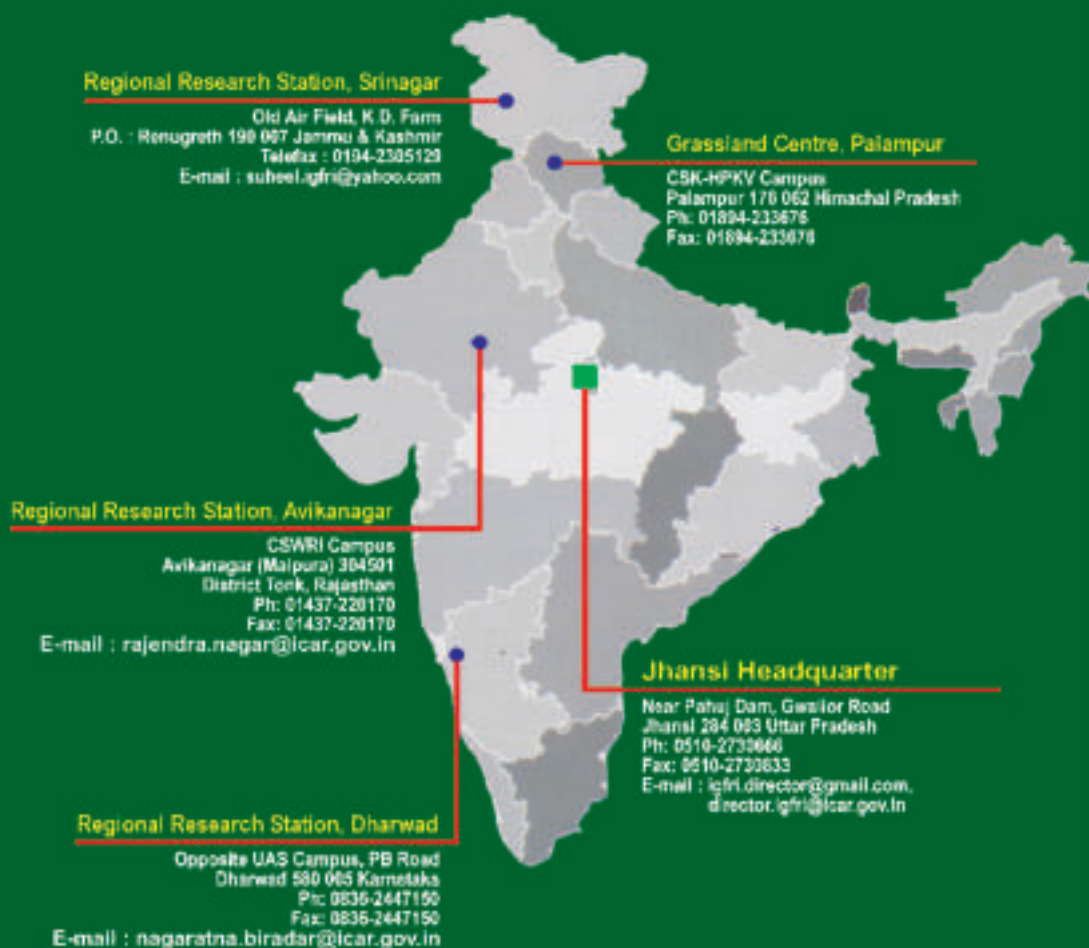 Regional Research Station, Srinagar
Old Air Field, K.D. Farm
P.O. : Renugreth 190 007 Jammu & Kashmir
Telefax : 0194-2305129
E-mail : suheel.igfri@yahoo.com
Grassland Centre, Palampur
CSK-HPKV Campus
Palampur 176 062 Himachal Pradesh
Ph: 01894-233676
Fax: 01894-233676
Regional Research Station, Avikanagar
CSWRI Campus
Avikanagar (Malpura) 304501
District Tonk, Rajasthan
Ph: 01437-220170
Fax: 01437-220170
E-mail : rajendra.nagar@icar.gov.in
Jhansi Headquarter
Near Pahuj Dam, Gwalior Road
Jhansi 284 003 Uttar Pradesh
Ph: 0510-2730666
Fax: 0510-2730833
E-mail : igfri.director@gmail.com,
director.igfri@icar.gov.in
Regional Research Station, Dharwad
Opposite UAS Campus, PB Road
Dharwad 580 005 Karnataka
Ph: 0836-2447150
Fax: 0836-2447150
E-mail : nagaratna.biradar@icar.gov.in